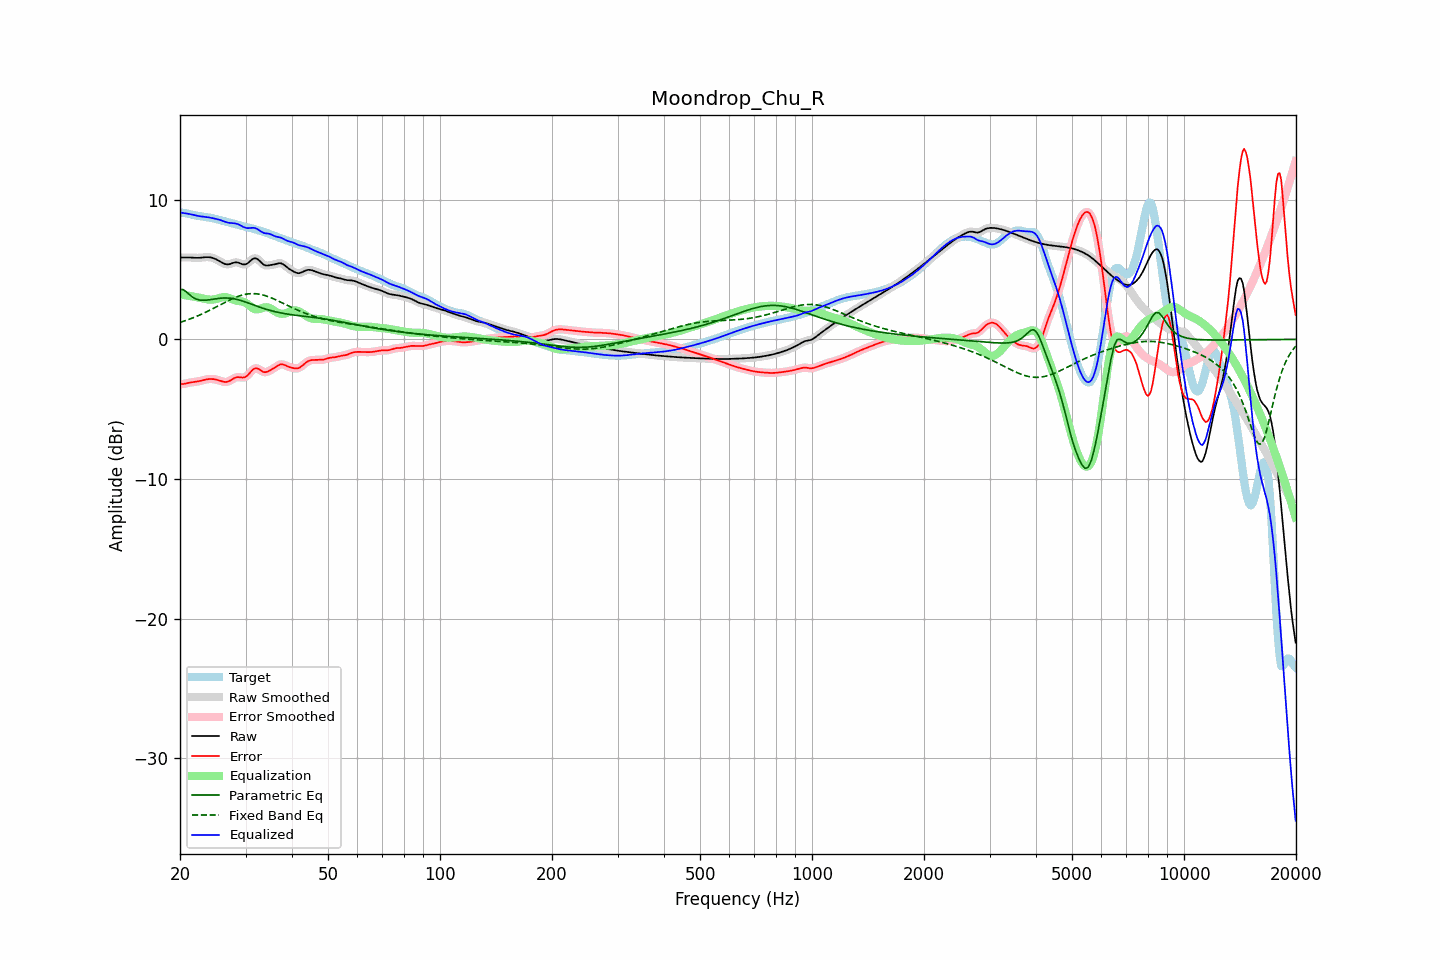 Moondrop_Chu_R
Amplitude (dBr)
10
0
−10
−20
−30
Target
Raw Smoothed
Error Smoothed
Raw
Error
Equalization
Parametric Eq
Fixed Band Eq
Equalized
20 50 100 200 500 1000 2000 5000 10000 20000
Frequency (Hz)